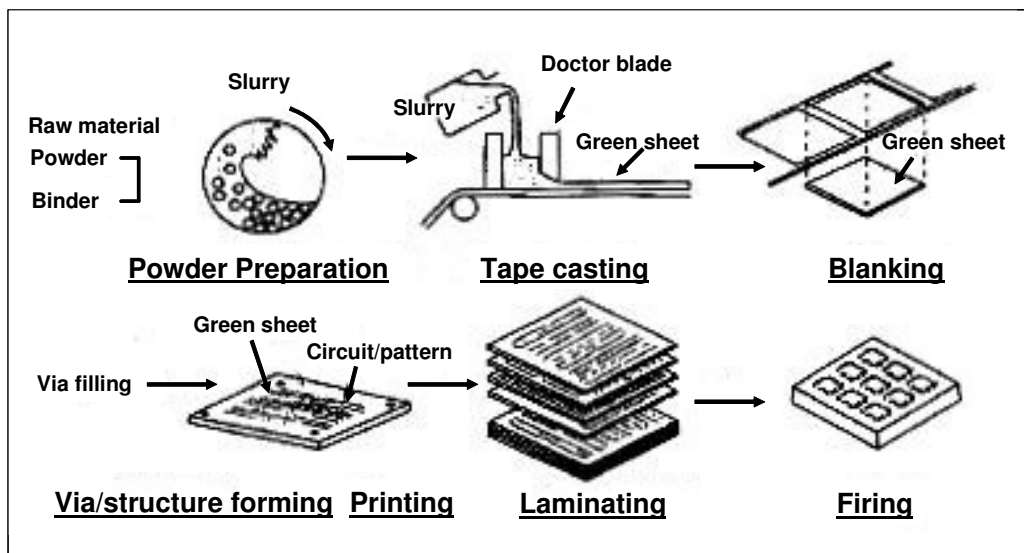 Slurry
Raw material
Powder
Binder
Powder Preparation
Slurry
Doctor blade
Green sheet
Tape casting
Green sheet
Blanking
Via filling
Green sheet
Circuit/pattern
Via/structure forming
Printing
Laminating
Firing